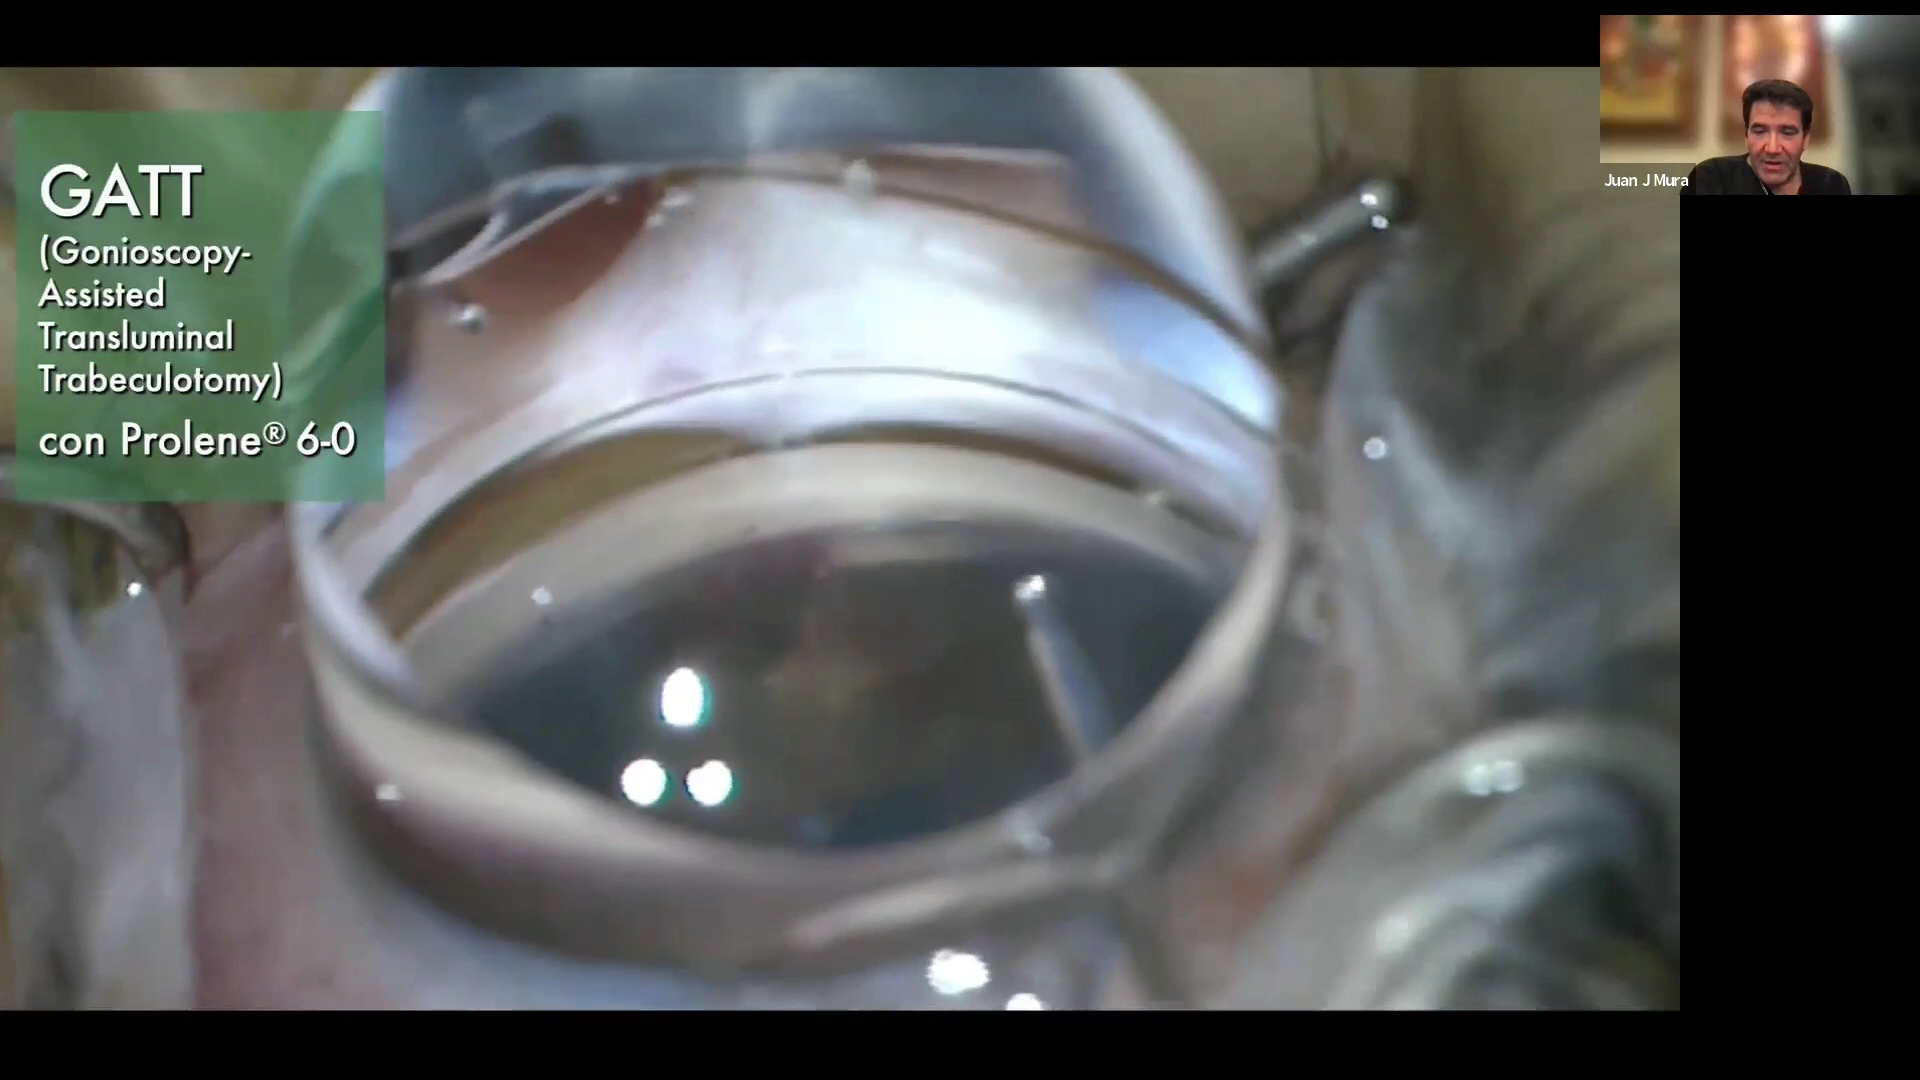 GATT
(Gonioscopy-
Assisted
Transluminal
Trabeculotomy)
con Prolene® 6-0
Juan J Mura